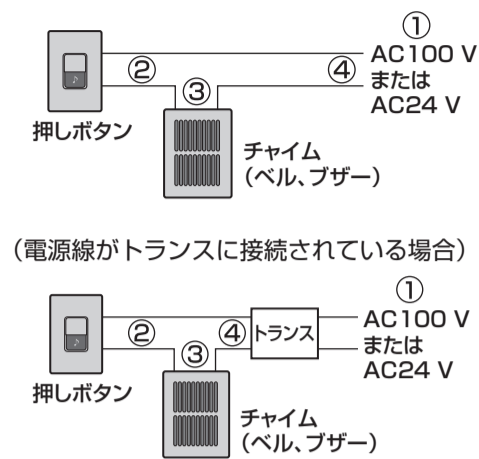 ①
AC100 V
または
AC24 V
②
③
④
♪
押しボタン
チャイム
（ベル、ブザー）
（電源線がトランスに接続されている場合）
①
AC100 V
または
AC24 V
②
③
④
トランス
♪
押しボタン
チャイム
（ベル、ブザー）